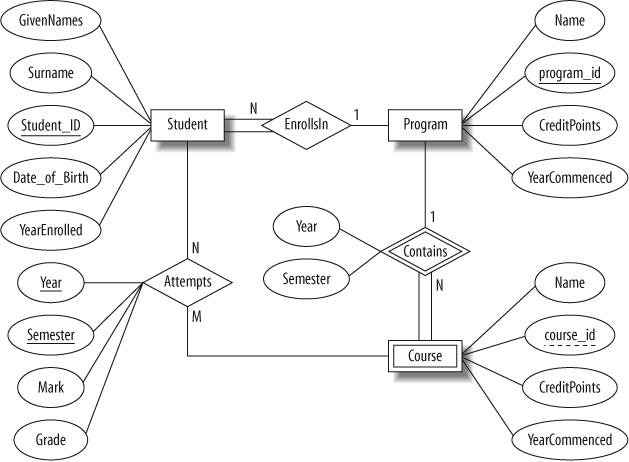 GivenNames
Name
Surname
program_id
Student_ID
Student
N
EnrollsIn
1
Program
CreditPoints
Date_of_Birth
YearCommenced
YearEnrolled
1
Year
N
Contains
Year
Attempts
Semester
N
Name
M
Semester
Course
course_id
Mark
CreditPoints
Grade
YearCommenced